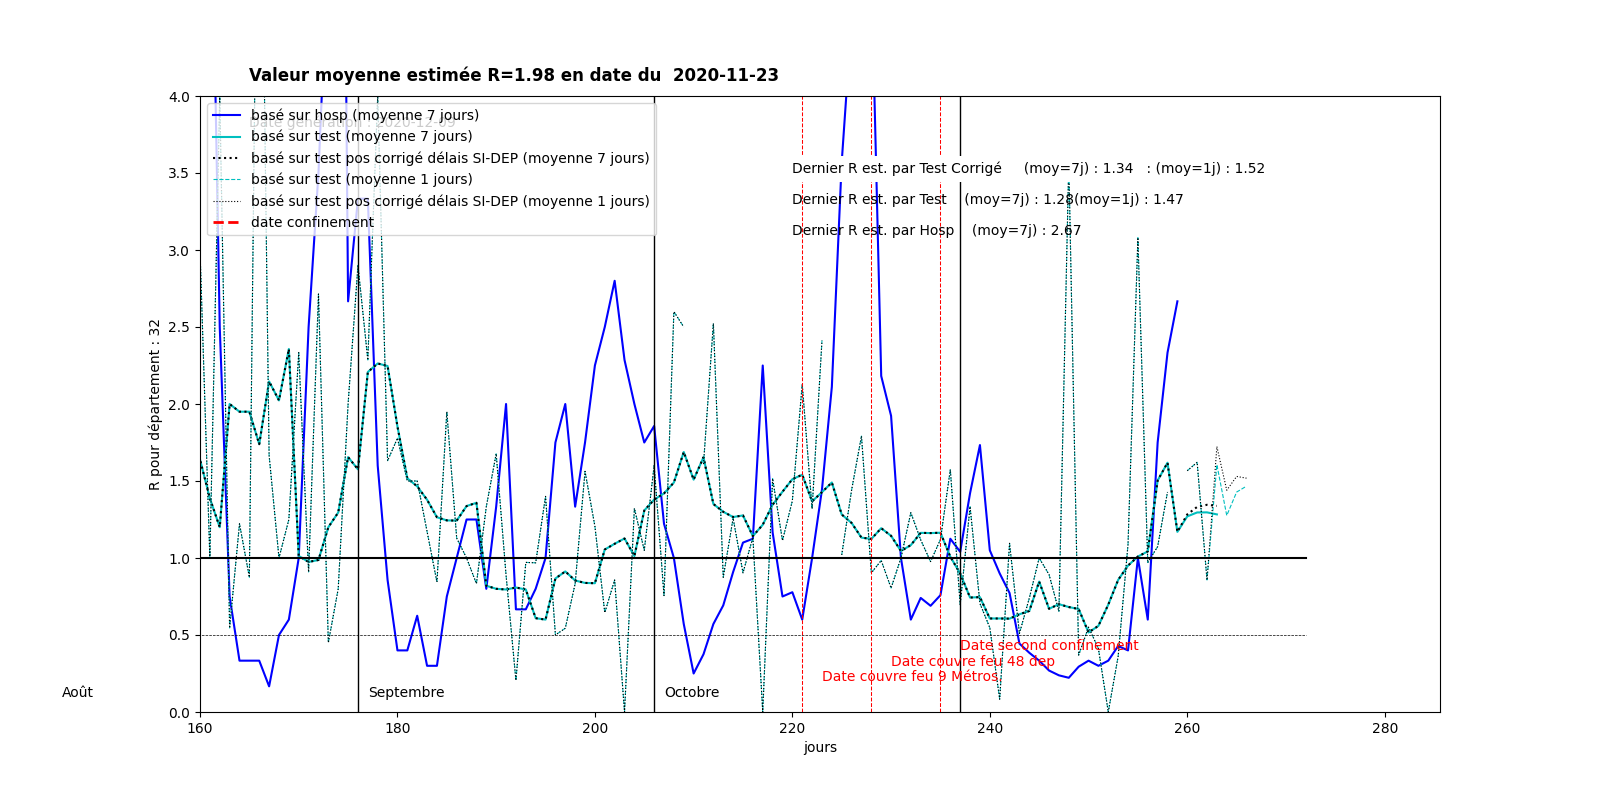 Valeur moyenne estimée R=1.98 en date du  2020-11-23
basé sur hosp (moyenne 7 jours)
Date génération : 2020-12-09
basé sur test (moyenne 7 jours)
basé sur test pos corrigé délais SI-DEP (moyenne 7 jours)
basé sur test (moyenne 1 jours)
basé sur test pos corrigé délais SI-DEP (moyenne 1 jours)
date confinement
Dernier R est. par Test Corrigé     (moy=7j) : 1.34   : (moy=1j) : 1.52
Dernier R est. par Test    (moy=7j) : 1.28(moy=1j) : 1.47
Dernier R est. par Hosp    (moy=7j) : 2.67
4.0
3.5
3.0
2.5
2.0
1.5
1.0
0.5
0.0
R pour département : 32
Date second confinement
Date couvre feu 48 dep
Date couvre feu 9 Métros
Août
Septembre
Octobre
160
180
200
220
240
260
280
jours